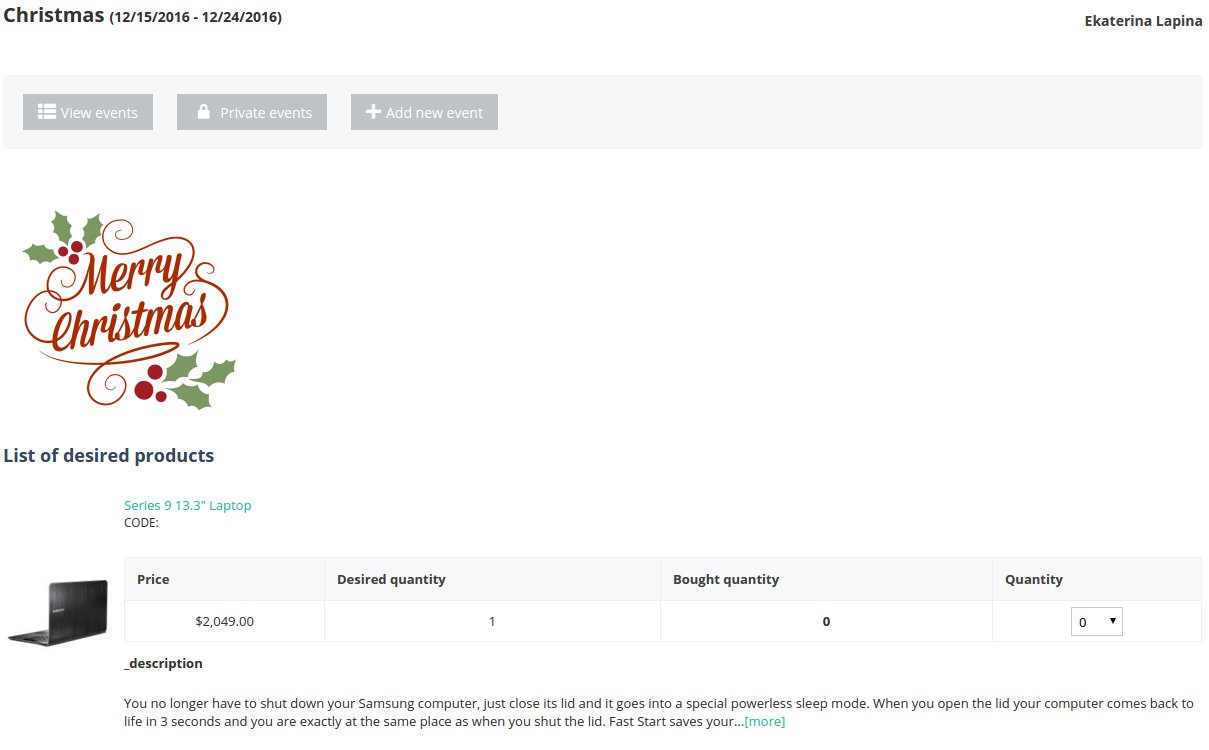 Christmas (12/15/2016 - 12/24/2016)
Ekaterina Lapina
View events
Private events
Add new event
Merry
Christmas
List of desired products
Series 9 13.3" Laptop
CODE:
Price Desired quantity Bought quantity Quantity
$2,049.00 1 0 0
_description
You no longer have to shut down your Samsung computer, just close its lid and it goes into a special powerless sleep mode. When you open the lid your computer comes back to
life in 3 seconds and you are exactly at the same place as when you shut the lid. Fast Start saves your...[more]